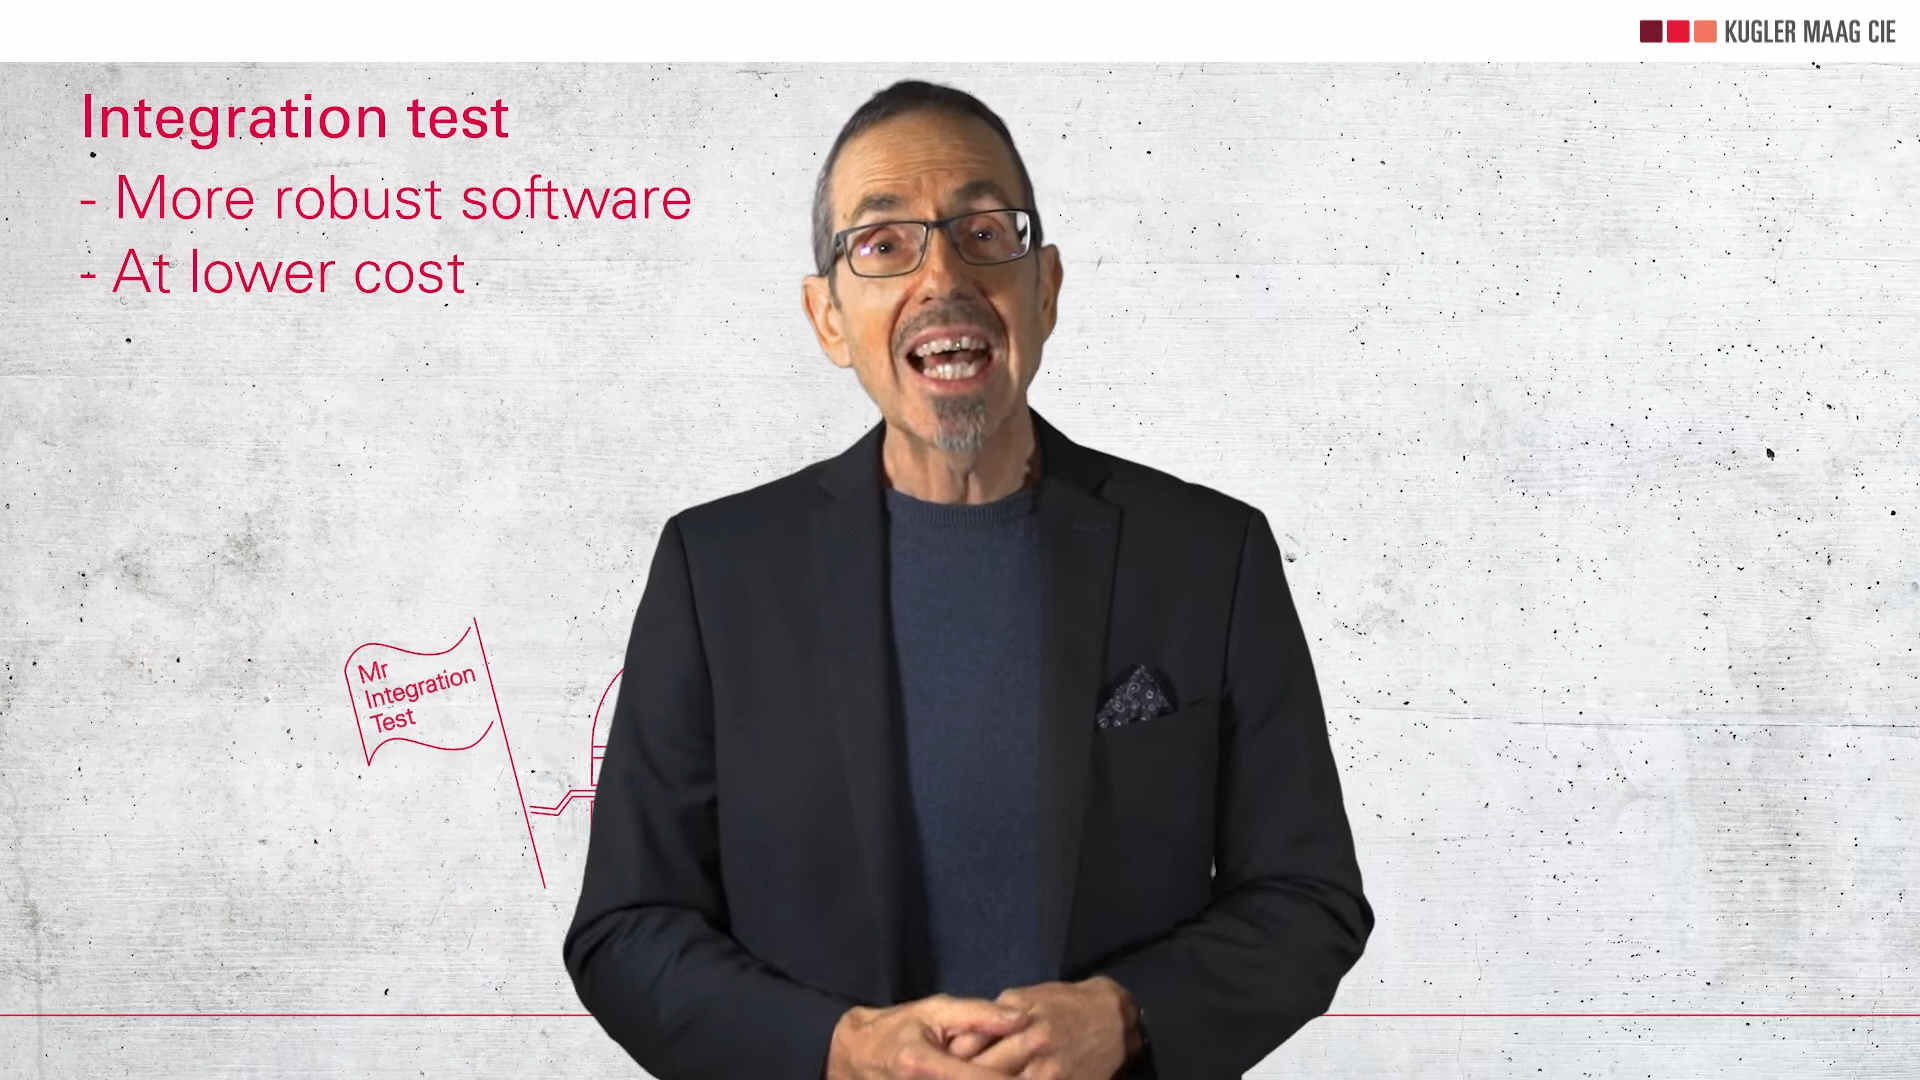 KUGLER MAAG CIE
Integration test
- More robust software
- At lower cost
Mr
Integration
Test